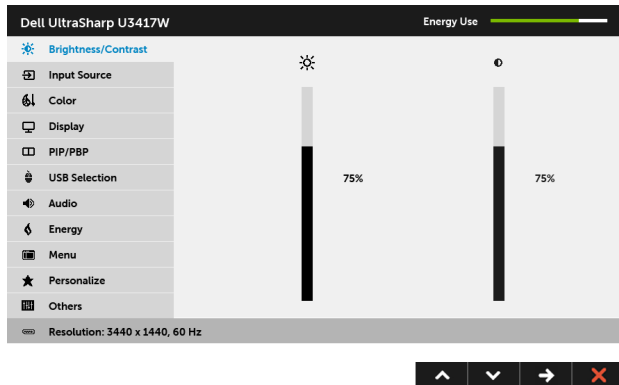 Dell UltraSharp U3417W
Energy Use
Brightness/Contrast
Input Source
Color
Display
PIP/PBP
USB Selection
Audio
Energy
Menu
Personalize
Others
75%
75%
Resolution: 3440 x 1440, 60 Hz